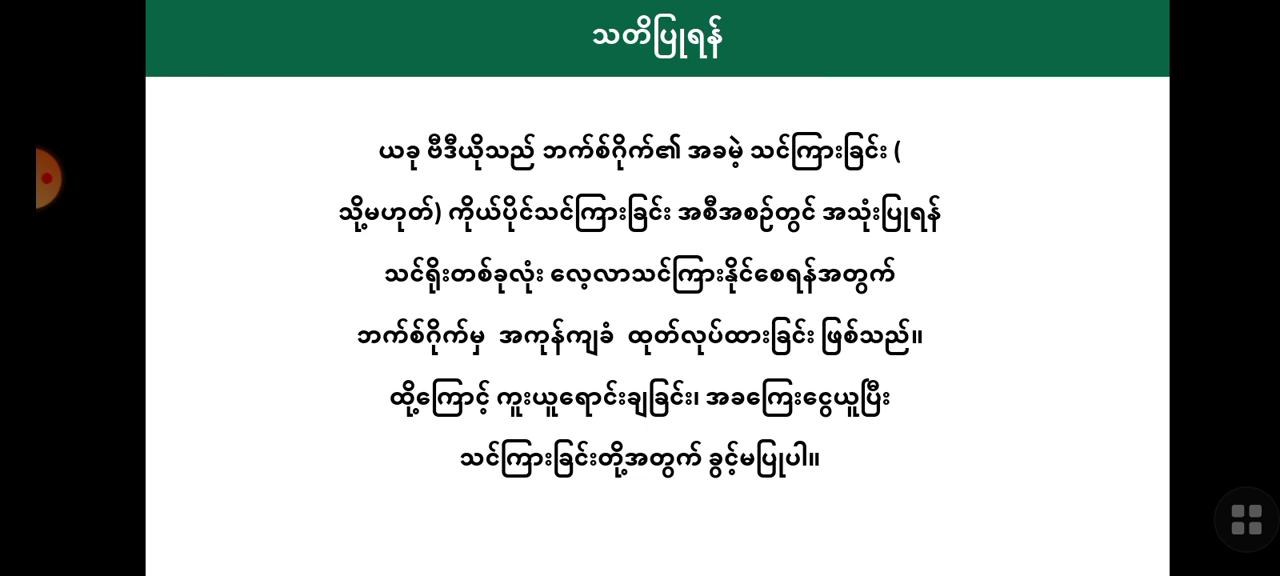 သတိပြုရန်
ယခု ဗီဒီယိုသည် ဘက်စ်ဂိုက်၏ အခမဲ့ သင်ကြားခြင်း (
သို့မဟုတ်) ကိုယ်ပိုင်သင်ကြားခြင်း အစီအစဉ်တွင် အသုံးပြုရန်
သင်ရိုးတစ်ခုလုံး လေ့လာသင်ကြားနိုင်စေရန်အတွက်
ဘက်စ်ဂိုက်မှ အကုန်ကျခံ ထုတ်လုပ်ထားခြင်း ဖြစ်သည်။
ထို့ကြောင့် ကူးယူရောင်းချခြင်း၊ အခကြေးငွေယူပြီး
သင်ကြားခြင်းတို့အတွက် ခွင့်မပြုပါ။